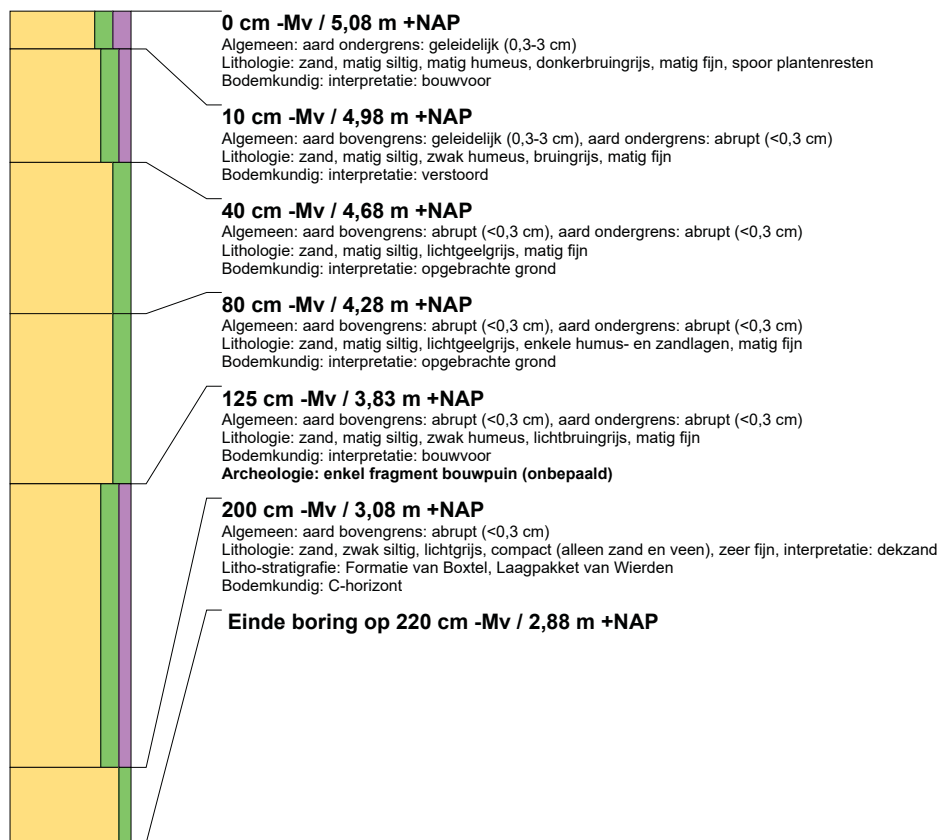 0 cm -Mv / 5,08 m +NAP
Algemeen: aard ondergrens: geleidelijk (0,3-3 cm)
Lithologie: zand, matig siltig, matig humeus, donkerbruingrijs, matig fijn, spoor plantenresten
Bodemkundig: interpretatie: bouwvoor
10 cm -Mv / 4,98 m +NAP
Algemeen: aard bovengrens: geleidelijk (0,3-3 cm), aard ondergrens: abrupt (<0,3 cm)
Lithologie: zand, matig siltig, zwak humeus, bruingrijs, matig fijn
Bodemkundig: interpretatie: verstoord
40 cm -Mv / 4,68 m +NAP
Algemeen: aard bovengrens: abrupt (<0,3 cm), aard ondergrens: abrupt (<0,3 cm)
Lithologie: zand, matig siltig, lichtgeelgrijs, matig fijn
Bodemkundig: interpretatie: opgebrachte grond
80 cm -Mv / 4,28 m +NAP
Algemeen: aard bovengrens: abrupt (<0,3 cm), aard ondergrens: abrupt (<0,3 cm)
Lithologie: zand, matig siltig, lichtgeelgrijs, enkele humus- en zandlagen, matig fijn
Bodemkundig: interpretatie: opgebrachte grond
125 cm -Mv / 3,83 m +NAP
Algemeen: aard bovengrens: abrupt (<0,3 cm), aard ondergrens: abrupt (<0,3 cm)
Lithologie: zand, matig siltig, zwak humeus, lichtbruingrijs, matig fijn
Bodemkundig: interpretatie: bouwvoor
Archeologie: enkel fragment bouwpuin (onbepaald)
200 cm -Mv / 3,08 m +NAP
Algemeen: aard bovengrens: abrupt (<0,3 cm)
Lithologie: zand, zwak siltig, lichtgrijs, compact (alleen zand en veen), zeer fijn, interpretatie: dekzand
Litho-stratigrafie: Formatie van Boxtel, Laagpakket van Wierden
Bodemkundig: C-horizont
Einde boring op 220 cm -Mv / 2,88 m +NAP